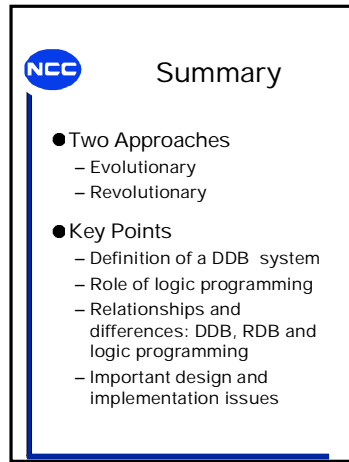 NCC
Summary
●Two Approaches
– Evolutionary
– Revolutionary
●Key Points
– Definition of a DDB system
– Role of logic programming
– Relationships and
differences: DDB, RDB and
logic programming
– Important design and
implementation issues